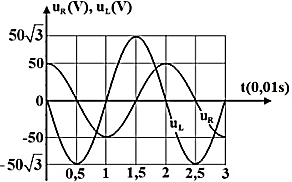 u_R(V), u_L(V)
50√3
50
t(0,01s)
0
u_L
u_R
-50
-50√3
0,5 1 1,5 2 2,5 3